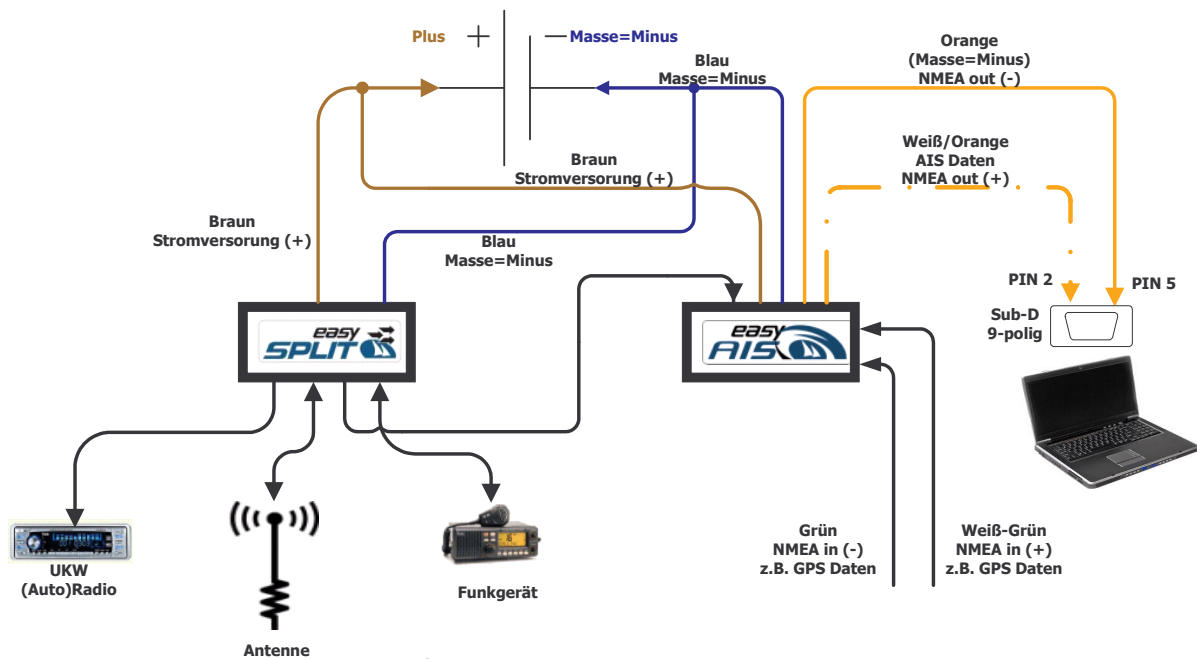 Plus
Masse=Minus
Blau
Masse=Minus
Orange
(Masse=Minus)
NMEA out (-)
Weiß/Orange
AIS Daten
NMEA out (+)
Braun
Stromversorung (+)
Braun
Stromversorung (+)
Blau
Masse=Minus
PIN 2
PIN 5
Sub-D
9-polig
easy
SPLIT
easy
AIS
UKW
(Auto)Radio
Antenne
Funkgerät
Grün
NMEA in (-)
z.B. GPS Daten
Weiß-Grün
NMEA in (+)
z.B. GPS Daten